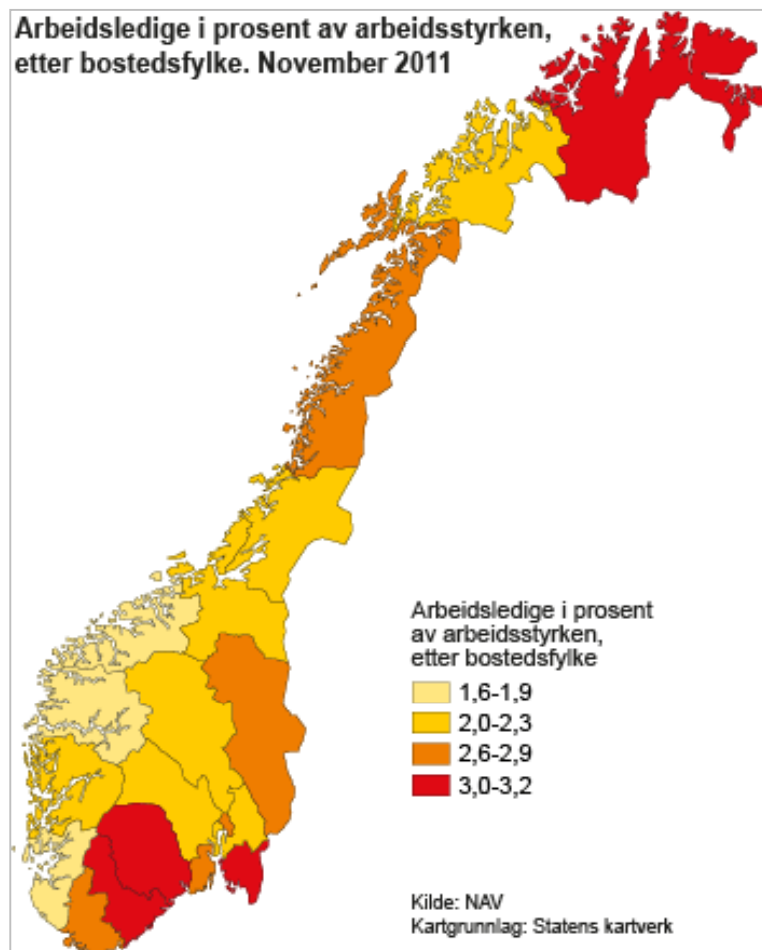 Arbeidsledige i prosent av arbeidsstyrken,
etter bostedsfylke. November 2011
Arbeidsledige i prosent
av arbeidsstyrken,
etter bostedsfylke
1,6-1,9
2,0-2,3
2,6-2,9
3,0-3,2
Kilde: NAV
Kartgrunnlag: Statens kartverk